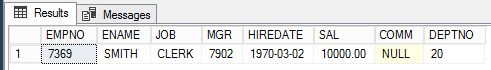 Results Messages
EMPNO ENAME JOB MGR HIREDATE SAL COMM DEPTNO
1 7369 SMITH CLERK 7902 1970-03-02 10000.00 NULL 20